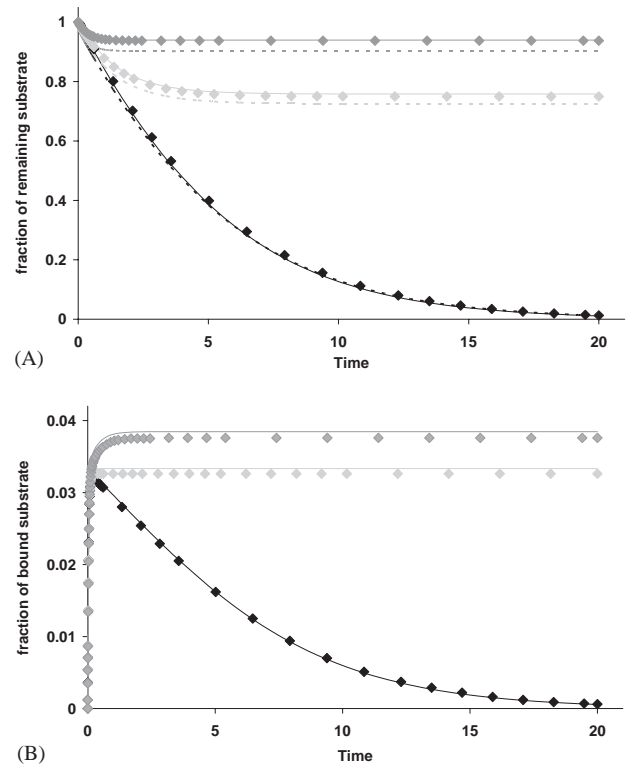 1
0.8
0.6
0.4
0.2
0
fraction of remaining substrate
0 5 10 15 20
Time
(A)
0.04
0.03
0.02
0.01
0
fraction of bound substrate
0 5 10 15 20
Time
(B)